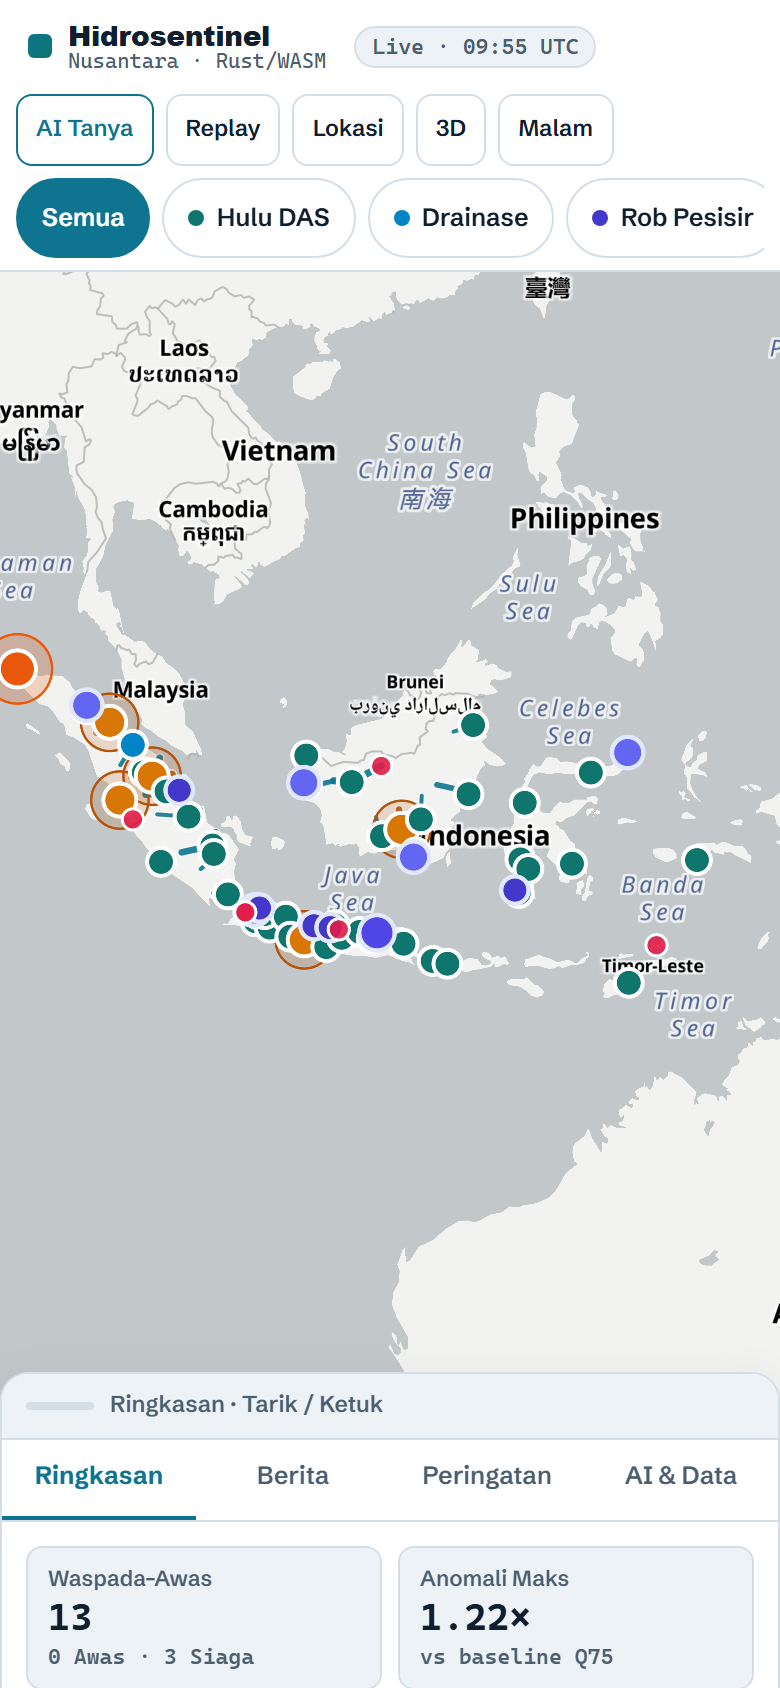 Hidrosentinel
Nusantara · Rust/WASM
Live · 09:55 UTC
AI Tanya
Replay
Lokasi
3D
Malam
Semua
Hulu DAS
Drainase
Rob Pesisir
臺灣
Laos
ປະເທດລາວ
yanmar
မြန်မာ
Vietnam
South
China Sea
南海
Cambodia
កម្ពុជា
Philippines
aman
ea
Sulu
Sea
Malaysia
Brunei
Celebes
Sea
Indonesia
Java
Sea
Banda
Sea
Timor-Leste
Timor
Sea
Ringkasan · Tarik / Ketuk
Ringkasan
Berita
Peringatan
AI & Data
Waspada-Awas
13
0 Awas · 3 Siaga
Anomali Maks
1.22×
vs baseline Q75